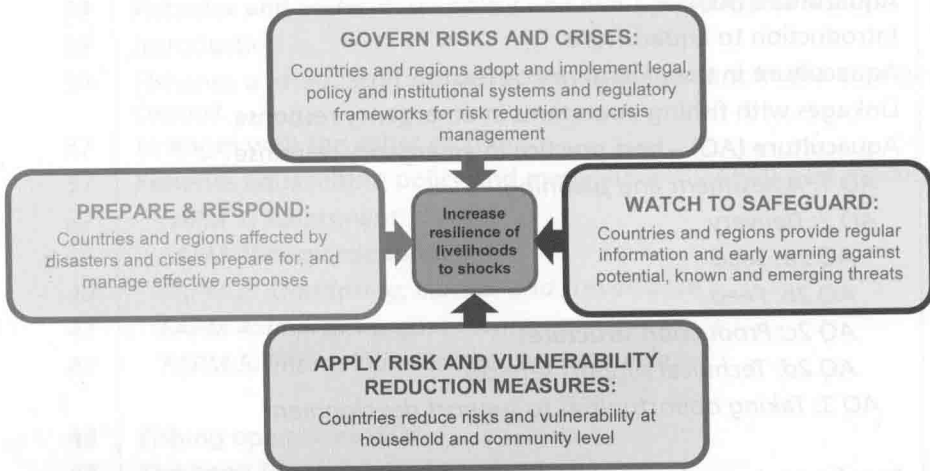 GOVERN RISKS AND CRISES:
Countries and regions adopt and implement legal,
policy and institutional systems and regulatory
frameworks for risk reduction and crisis
management
PREPARE & RESPOND:
Countries and regions affected by
disasters and crises prepare for, and
manage effective responses
Increase
resilience of
livelihoods
to shocks
WATCH TO SAFEGUARD:
Countries and regions provide regular
information and early warning against
potential, known and emerging threats
APPLY RISK AND VULNERABILITY
REDUCTION MEASURES:
Countries reduce risks and vulnerability at
household and community level